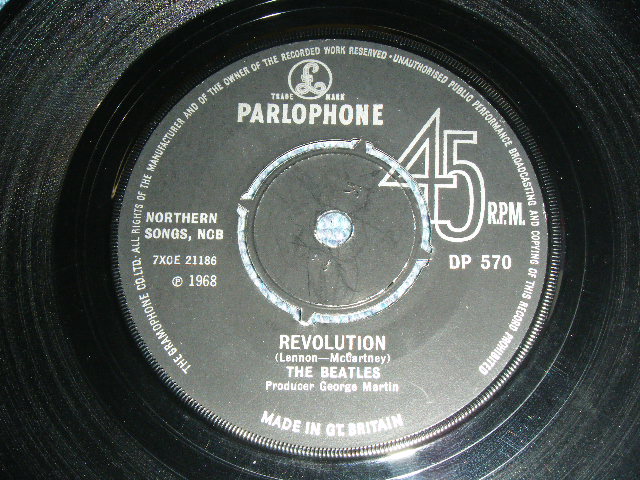 THE GRAMOPHONE CO. LTD. ALL RIGHTS OF THE MANUFACTURER AND OF THE OWNER OF THE RECORDED WORK RESERVED • UNAUTHORISED PUBLIC PERFORMANCE BROADCASTING AND COPYING OF THIS RECORD PROHIBITED
£
TRADE MARK
PARLOPHONE
45 R.P.M.
NORTHERN
SONGS, NCB
7XCE 21186
℗ 1968
DP 570
REVOLUTION
(Lennon—McCartney)
THE BEATLES
Producer George Martin
MADE IN GT. BRITAIN